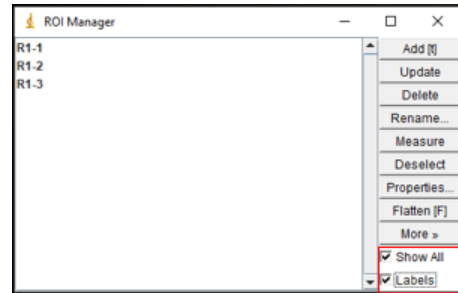 ROI Manager
R1-1
R1-2
R1-3
Add [t]
Update
Delete
Rename...
Measure
Deselect
Properties...
Flatten [F]
More »
Show All
Labels